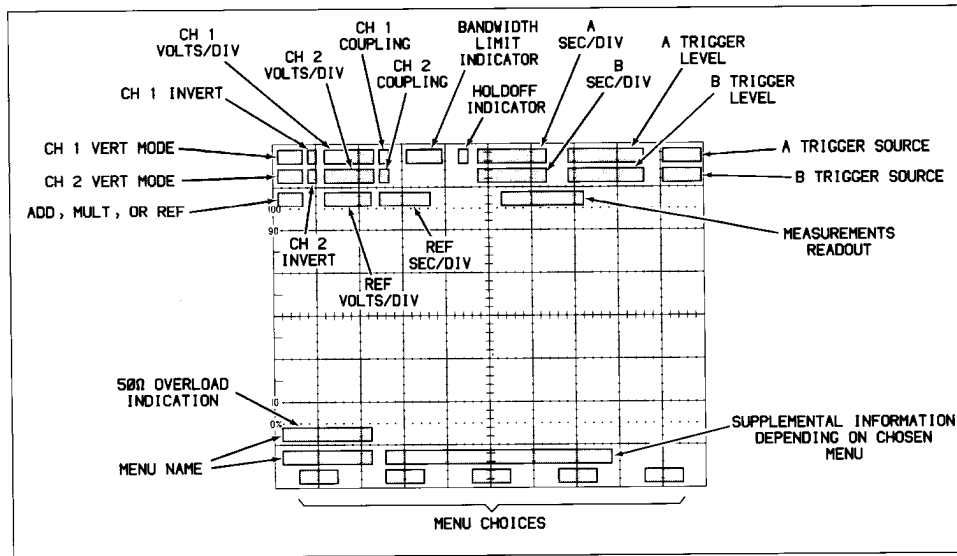 CH 1
VOLTS/DIV
CH 1
COUPLING
BANDWIDTH
LIMIT
INDICATOR
A
SEC/DIV
A TRIGGER
LEVEL
CH 2
VOLTS/DIV
CH 2
COUPLING
B
SEC/DIV
B TRIGGER
LEVEL
CH 1 INVERT
HOLDOFF
INDICATOR
CH 1 VERT MODE
A TRIGGER SOURCE
CH 2 VERT MODE
B TRIGGER SOURCE
ADD, MULT, OR REF
100
90
CH 2
INVERT
REF
SEC/DIV
MEASUREMENTS
READOUT
REF
VOLTS/DIV
50Ω OVERLOAD
INDICATION
10
0%
SUPPLEMENTAL INFORMATION
DEPENDING ON CHOSEN
MENU
MENU NAME
MENU CHOICES